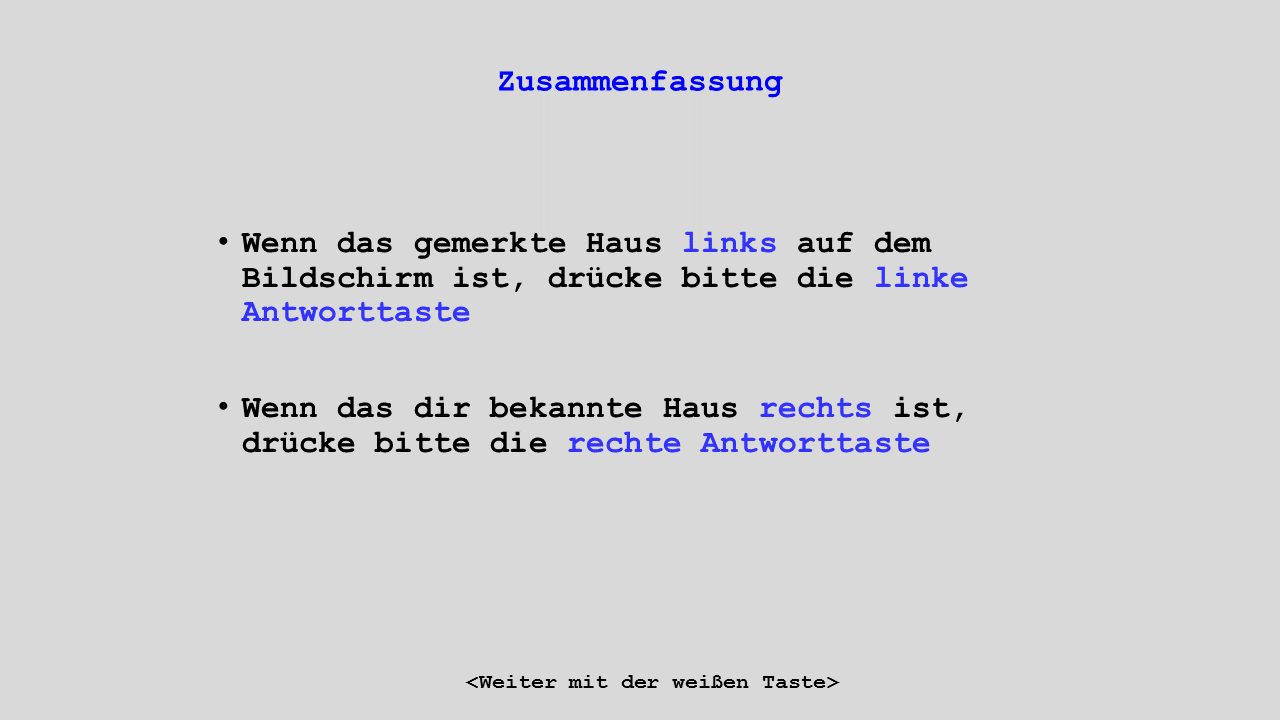 Zusammenfassung
• Wenn das gemerkte Haus links auf dem
Bildschirm ist, drücke bitte die linke
Antworttaste
• Wenn das dir bekannte Haus rechts ist,
drücke bitte die rechte Antworttaste
<Weiter mit der weißen Taste>